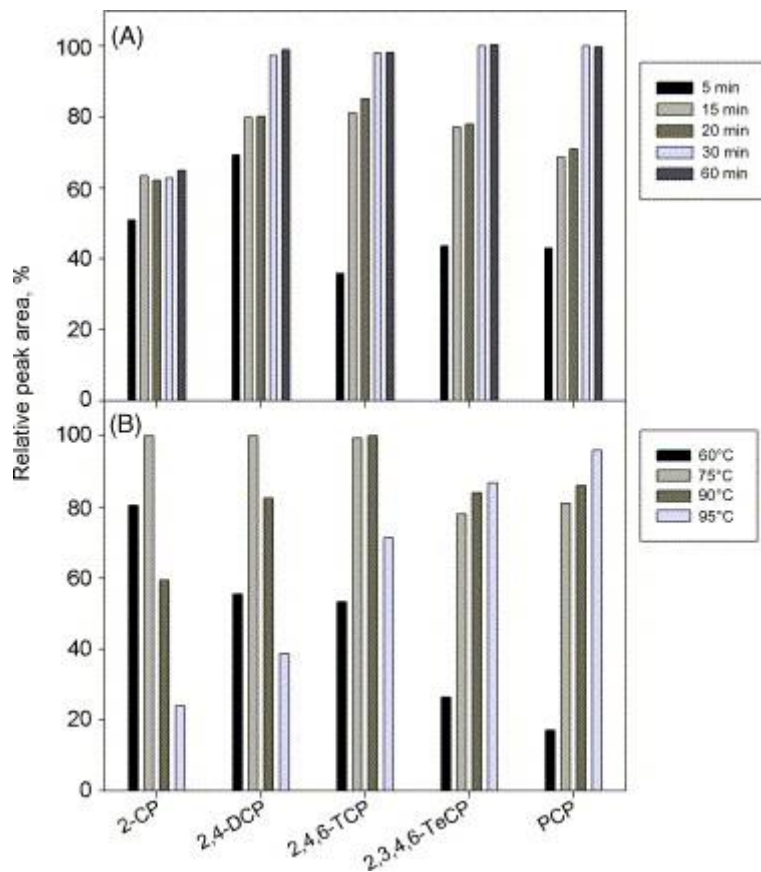 (A)
100
80
60
40
20
0
5 min
15 min
20 min
30 min
60 min
Relative peak area, %
(B)
100
80
60
40
20
0
60°C
75°C
90°C
95°C
2-CP
2,4-DCP
2,4,6-TCP
2,3,4,6-TeCP
PCP